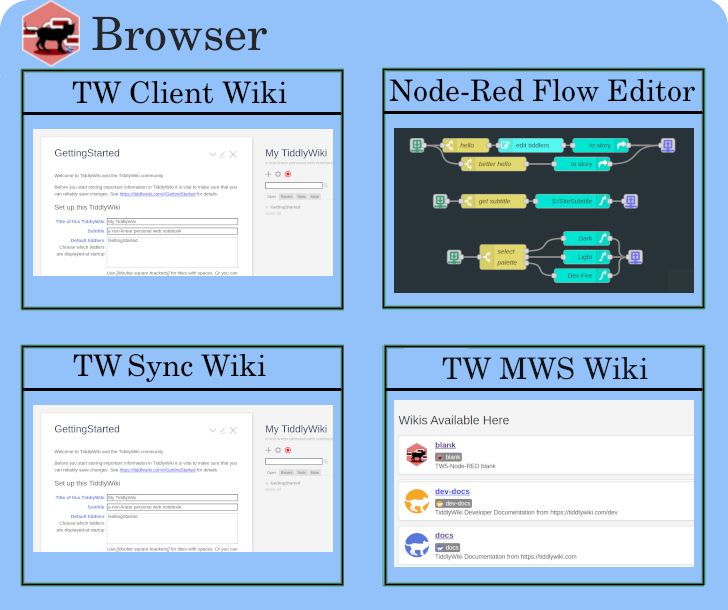 Browser
TW Client Wiki
GettingStarted
My TiddlyWiki
a non-linear personal web notebook
Welcome to TiddlyWiki and the TiddlyWiki community
Before you start storing important information in TiddlyWiki it is vital to make sure that you
can reliably save changes. See https://tiddlywiki.com/#GettingStarted for details
Open Recent Tools More
GettingStarted
Set up this TiddlyWiki
Title of this TiddlyWiki My TiddlyWiki
Subtitle a non-linear personal web notebook
Default tiddlers GettingStarted
Choose which tiddlers
are displayed at startup
Use [[double square brackets]] for titles with spaces. Or you can
Node-Red Flow Editor
hello edit tiddlers to story
better hello to story
get subtitle $:/SiteSubtitle
select
palette
Dark
Light
Dev Fire
TW Sync Wiki
GettingStarted
My TiddlyWiki
a non-linear personal web notebook
Welcome to TiddlyWiki and the TiddlyWiki community
Before you start storing important information in TiddlyWiki it is vital to make sure that you
can reliably save changes. See https://tiddlywiki.com/#GettingStarted for details
Open Recent Tools More
GettingStarted
Set up this TiddlyWiki
Title of this TiddlyWiki My TiddlyWiki
Subtitle a non-linear personal web notebook
Default tiddlers GettingStarted
Choose which tiddlers
are displayed at startup
Use [[double square brackets]] for titles with spaces. Or you can
TW MWS Wiki
Wikis Available Here
blank
blank
TW5-Node-RED blank
dev-docs
dev-docs
TiddlyWiki Developer Documentation from https://tiddlywiki.com/dev
docs
docs
TiddlyWiki Documentation from https://tiddlywiki.com